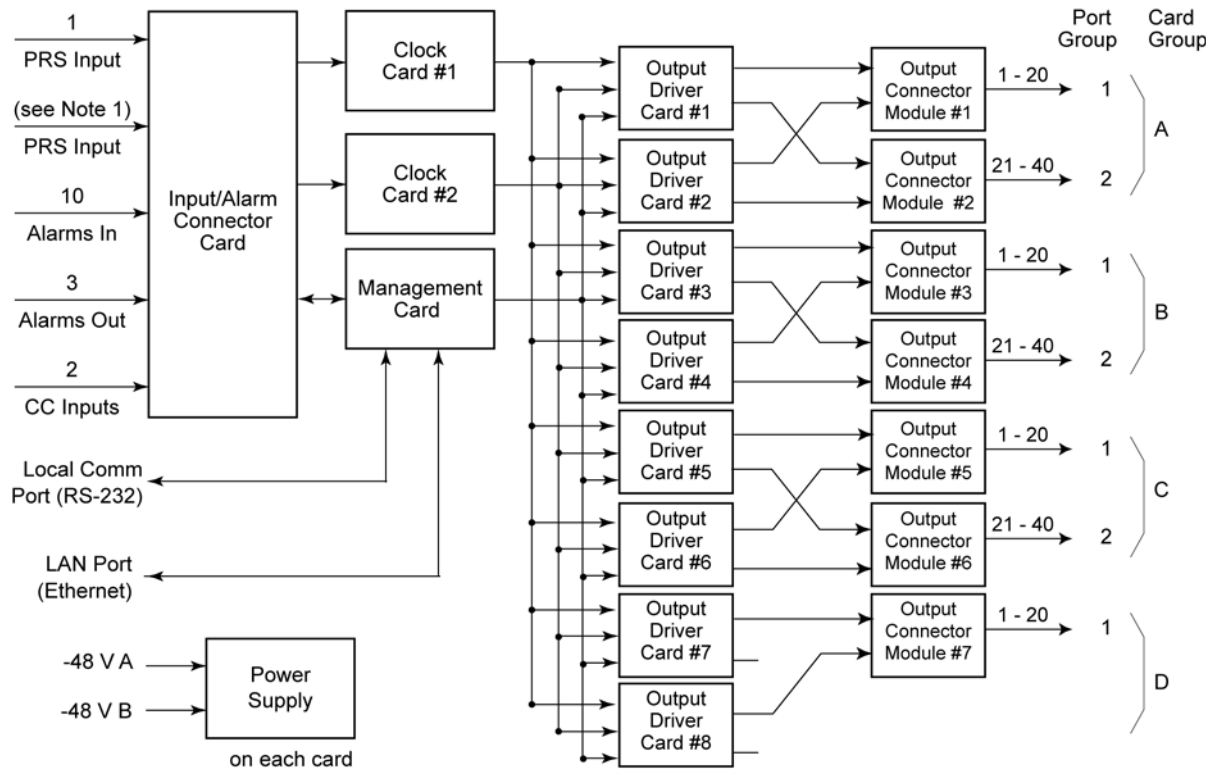 1
PRS Input
(see Note 1)
PRS Input
10
Alarms In
3
Alarms Out
2
CC Inputs
Input/Alarm
Connector
Card
Clock
Card #1
Clock
Card #2
Management
Card
Local Comm
Port (RS-232)
LAN Port
(Ethernet)
-48 V A
-48 V B
Power
Supply
on each card
Output
Driver
Card #1
Output
Driver
Card #2
Output
Driver
Card #3
Output
Driver
Card #4
Output
Driver
Card #5
Output
Driver
Card #6
Output
Driver
Card #7
Output
Driver
Card #8
Output
Connector
Module #1
Output
Connector
Module #2
Output
Connector
Module #3
Output
Connector
Module #4
Output
Connector
Module #5
Output
Connector
Module #6
Output
Connector
Module #7
1 - 20
21 - 40
1 - 20
21 - 40
1 - 20
21 - 40
1 - 20
Port
Group
1
2
1
2
1
2
1
Card
Group
A
B
C
D